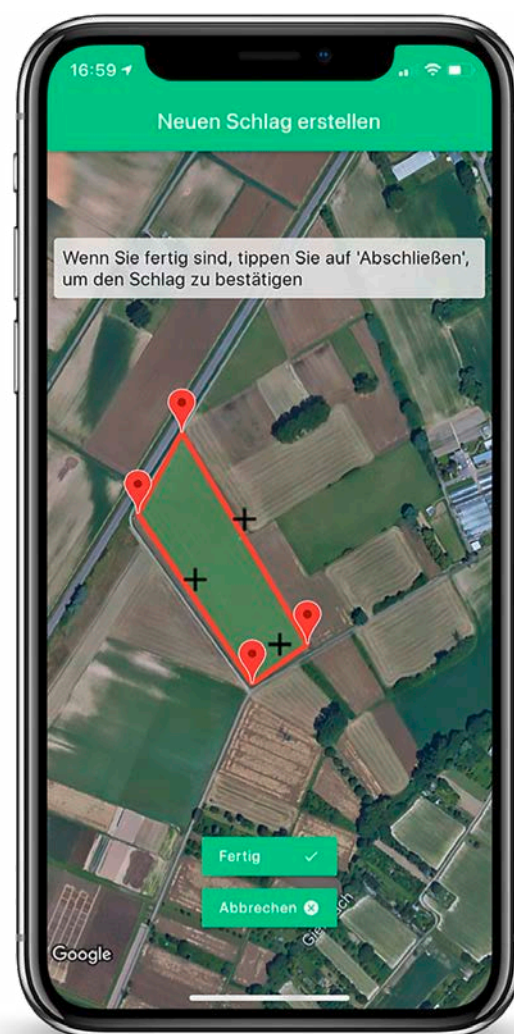 16:59
Neuen Schlag erstellen
Wenn Sie fertig sind, tippen Sie auf 'Abschließen',
um den Schlag zu bestätigen
Fertig
Abbrechen
Google